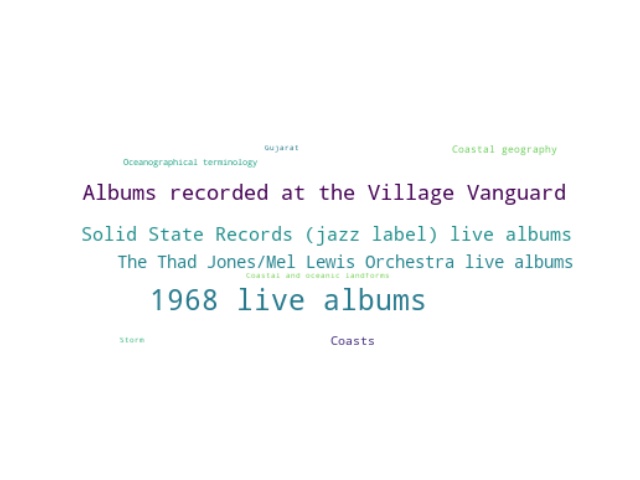 Gujarat
Coastal geography
Oceanographical terminology
Albums recorded at the Village Vanguard
Solid State Records (jazz label) live albums
The Thad Jones/Mel Lewis Orchestra live albums
Coastal and oceanic landforms
1968 live albums
Storm
Coasts